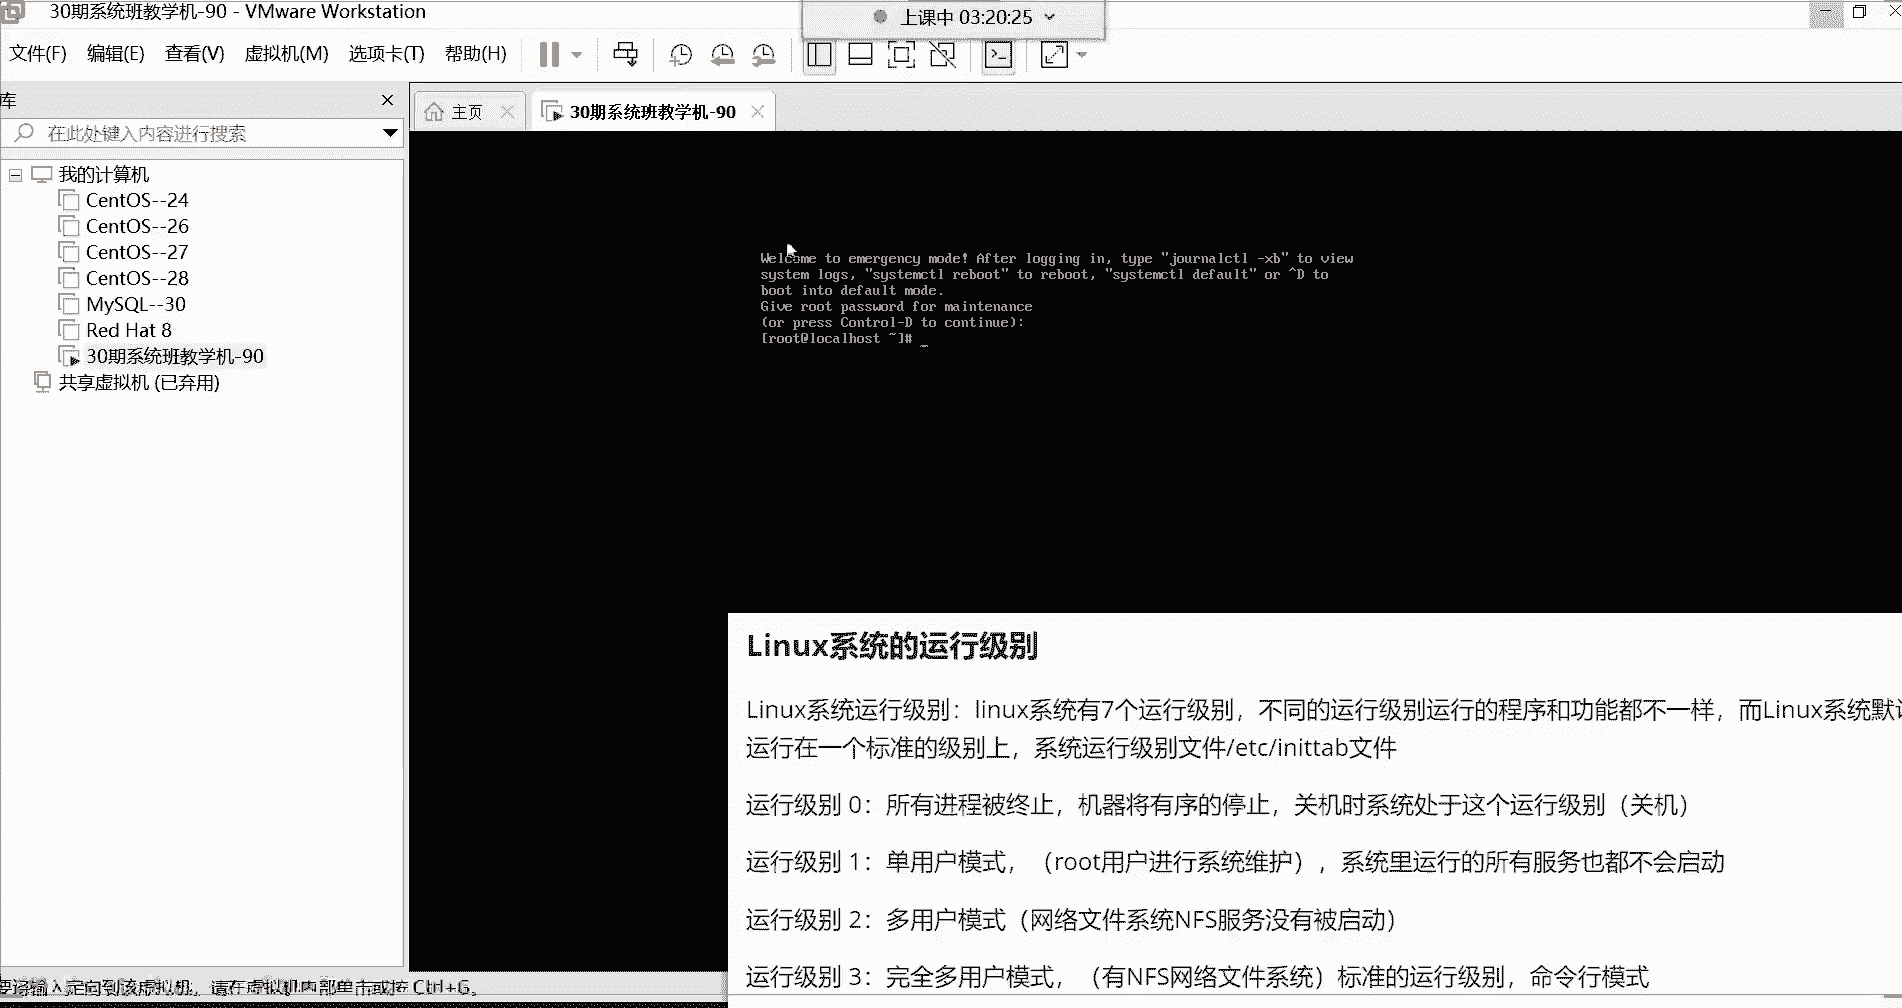 30期系统班教学机-90 - VMware Workstation
上课中 03:20:25
文件(F) 编辑(E) 查看(V) 虚拟机(M) 选项卡(T) 帮助(H)
库
主页
30期系统班教学机-90
在此处键入内容进行搜索
我的计算机
CentOS--24
CentOS--26
CentOS--27
CentOS--28
MySQL--30
Red Hat 8
30期系统班教学机-90
共享虚拟机 (已弃用)
Welcome to emergency mode! After logging in, type "journalctl -xb" to view
system logs, "systemctl reboot" to reboot, "systemctl default" or ^D to
boot into default mode.
Give root password for maintenance
(or press Control-D to continue):
[root@localhost ~]# _
Linux系统的运行级别
Linux系统运行级别：linux系统有7个运行级别，不同的运行级别运行的程序和功能都不一样，而Linux系统默
运行在一个标准的级别上，系统运行级别文件/etc/inittab文件
运行级别 0：所有进程被终止，机器将有序的停止，关机时系统处于这个运行级别（关机）
运行级别 1：单用户模式，（root用户进行系统维护），系统里运行的所有服务也都不会启动
运行级别 2：多用户模式（网络文件系统NFS服务没有被启动）
运行级别 3：完全多用户模式，（有NFS网络文件系统）标准的运行级别，命令行模式
要将输入定向到该虚拟机，请在虚拟机内部单击或按 Ctrl+G。